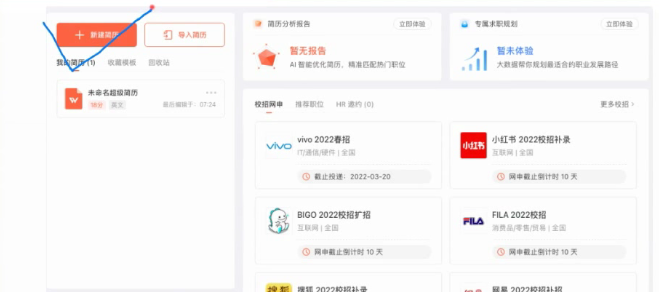 新建简历
导入简历
我的简历 (1)
收藏模板
回收站
未命名超级简历
最后编辑于：07:34
简历分析报告
立即体验
暂无报告
AI 智能优化简历，精准匹配热门职位
专属求职规划
立即体验
暂未体验
大数据帮你规划最适合的职业发展路径
校招网申
推荐职位
HR 邀约 (0)
更多校招 >
vivo
vivo 2022春招
IT/通信/硬件 | 全国
截止投递：2022-03-20
小红书
小红书 2022校招补录
互联网 | 全国
网申截止倒计时 10 天
BIGO 2022校招扩招
互联网 | 全国
网申截止倒计时 10 天
FILA
FILA 2022校招
消费品/零售/贸易 | 全国
网申截止倒计时 10 天
搜狐
搜狐 2022校招补录
网易 2022校招补招